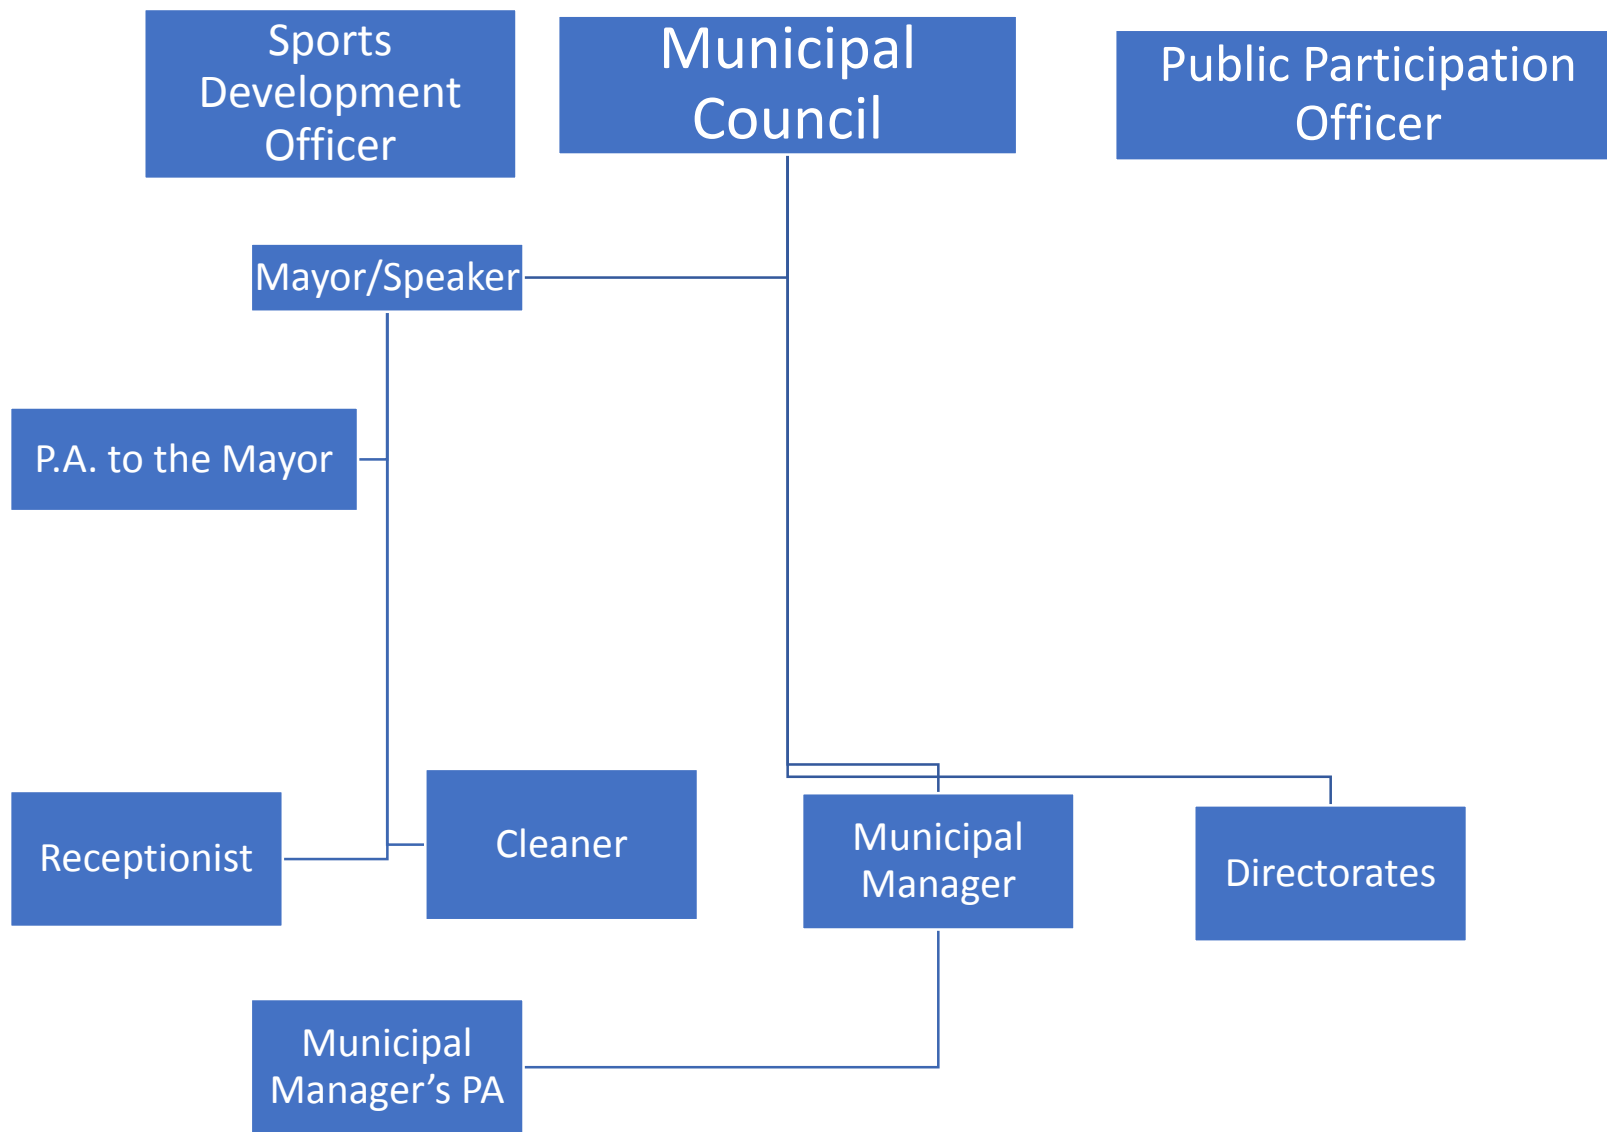 Sports
Development
Officer
Municipal
Council
Public Participation
Officer
Mayor/Speaker
P.A. to the Mayor
Receptionist
Cleaner
Municipal
Manager
Directorates
Municipal
Manager’s PA